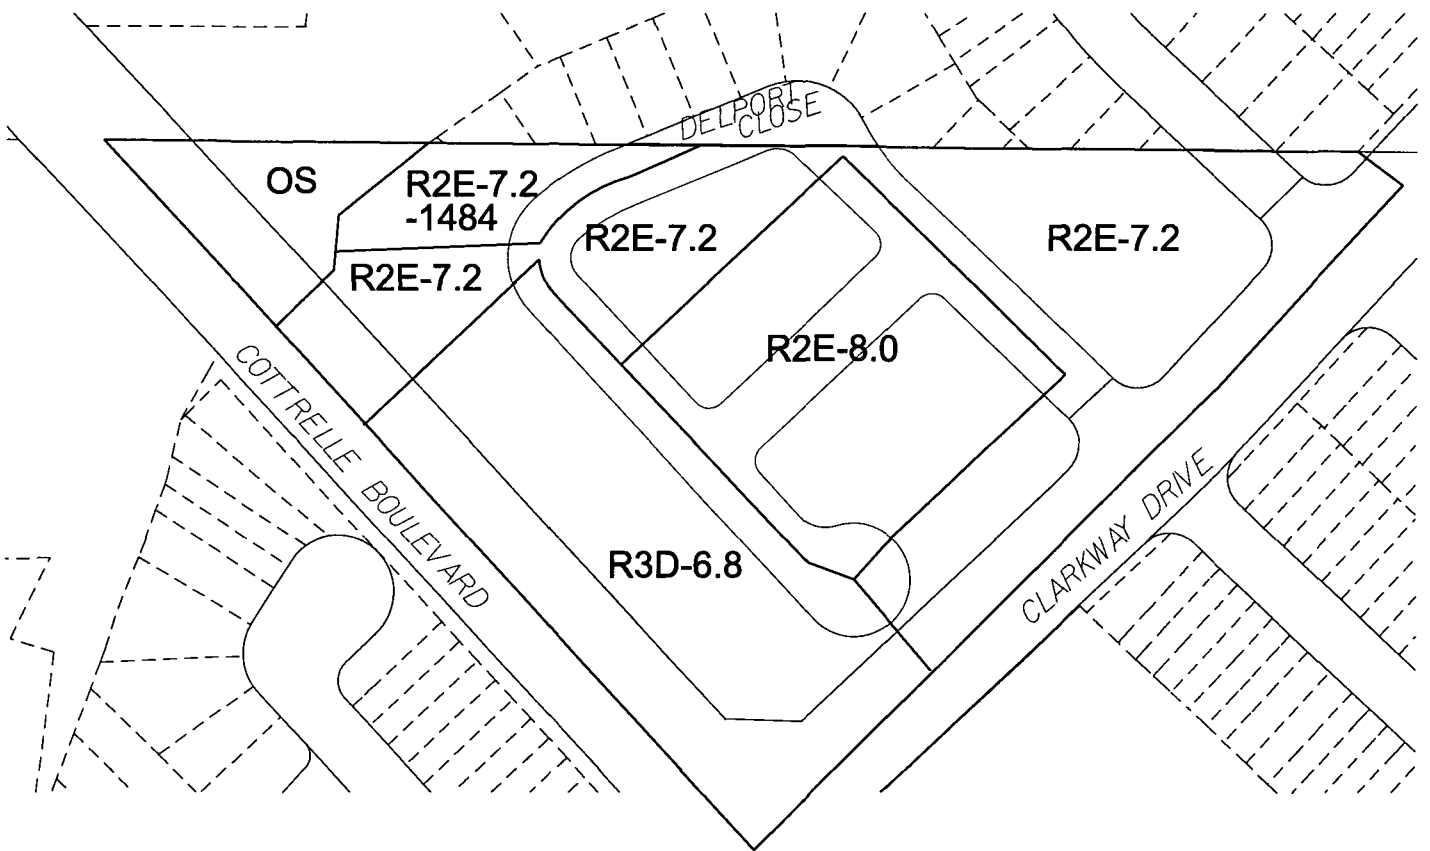 DELPORT
CLOSE
OS
R2E-7.2
-1484
R2E-7.2
R2E-7.2
R2E-7.2
R2E-8.0
COTTRELLE BOULEVARD
CLARKWAY DRIVE
R3D-6.8